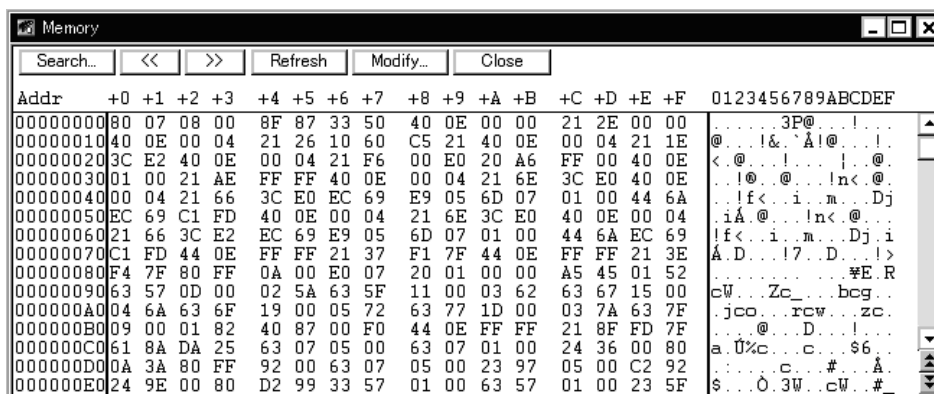 Memory
Search... << >> Refresh Modify... Close
Addr +0 +1 +2 +3 +4 +5 +6 +7 +8 +9 +A +B +C +D +E +F 0123456789ABCDEF
00000000 80 07 08 00 8F 87 33 50 40 0E 00 00 21 2E 00 00 ......3P@...!...
00000010 40 0E 00 04 21 26 10 60 C5 21 40 0E 00 04 21 1E @...!&.`Å!@...!.
00000020 3C E2 40 0E 00 04 21 F6 00 E0 20 A6 FF 00 40 0E <.@...!... ¦..@.
00000030 01 00 21 AE FF FF 40 0E 00 04 21 6E 3C E0 40 0E ..!®..@...!n<.@.
00000040 00 04 21 66 3C E0 EC 69 E9 05 6D 07 01 00 44 6A ..!f<..i..m...Dj
00000050 EC 69 C1 FD 40 0E 00 04 21 6E 3C E0 40 0E 00 04 .iÁ.@...!n<.@...
00000060 21 66 3C E2 EC 69 E9 05 6D 07 01 00 44 6A EC 69 !f<..i..m...Dj.i
00000070 C1 FD 44 0E FF FF 21 37 F1 7F 44 0E FF FF 21 3E Á.D...!7..D...!>
00000080 F4 7F 80 FF 0A 00 E0 07 20 01 00 00 A5 45 01 52 ........ ...¥E.R
00000090 63 57 0D 00 02 5A 63 5F 11 00 03 62 63 67 15 00 cW...Zc_...bcg..
000000A0 04 6A 63 6F 19 00 05 72 63 77 1D 00 03 7A 63 7F .jco...rcw...zc.
000000B0 09 00 01 82 40 87 00 F0 44 0E FF FF 21 8F FD 7F ....@...D...!...
000000C0 61 8A DA 25 63 07 05 00 63 07 01 00 24 36 00 80 a.Ú%c...c...$6..
000000D0 0A 3A 80 FF 92 00 63 07 05 00 23 97 05 00 C2 92 .:....c...#...Â.
000000E0 24 9E 00 80 D2 99 33 57 01 00 63 57 01 00 23 5F $...Ò.3W..cW..#_